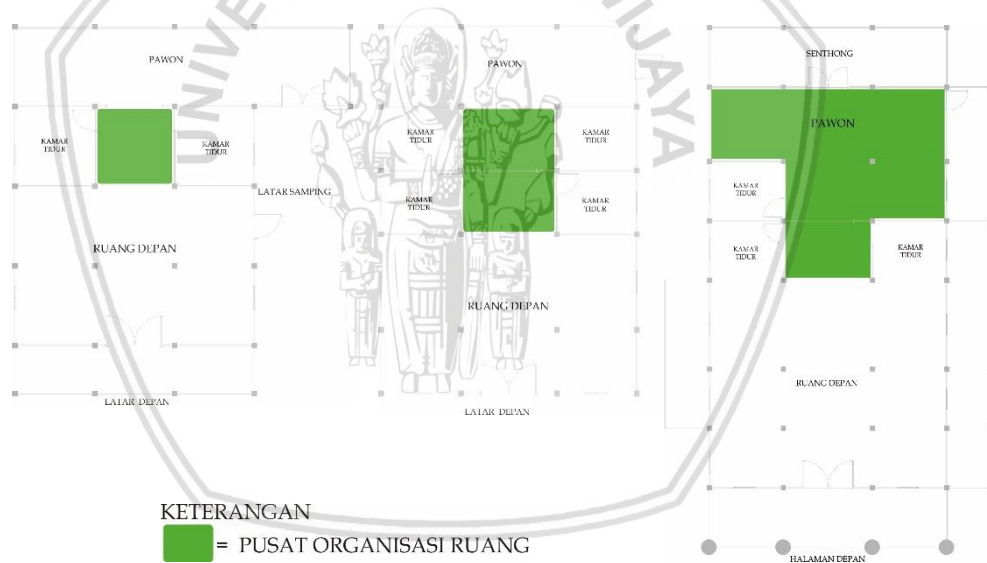 PAWON
KAMAR
TIDUR
KAMAR
TIDUR
LATAR SAMPING
RUANG DEPAN
LATAR DEPAN
PAWON
KAMAR
TIDUR
KAMAR
TIDUR
KAMAR
TIDUR
KAMAR
TIDUR
RUANG DEPAN
LATAR DEPAN
SENTHONG
PAWON
KAMAR
TIDUR
KAMAR
TIDUR
KAMAR
TIDUR
RUANG DEPAN
HALAMAN DEPAN
KETERANGAN
= PUSAT ORGANISASI RUANG
UNIVE
WIJAYA